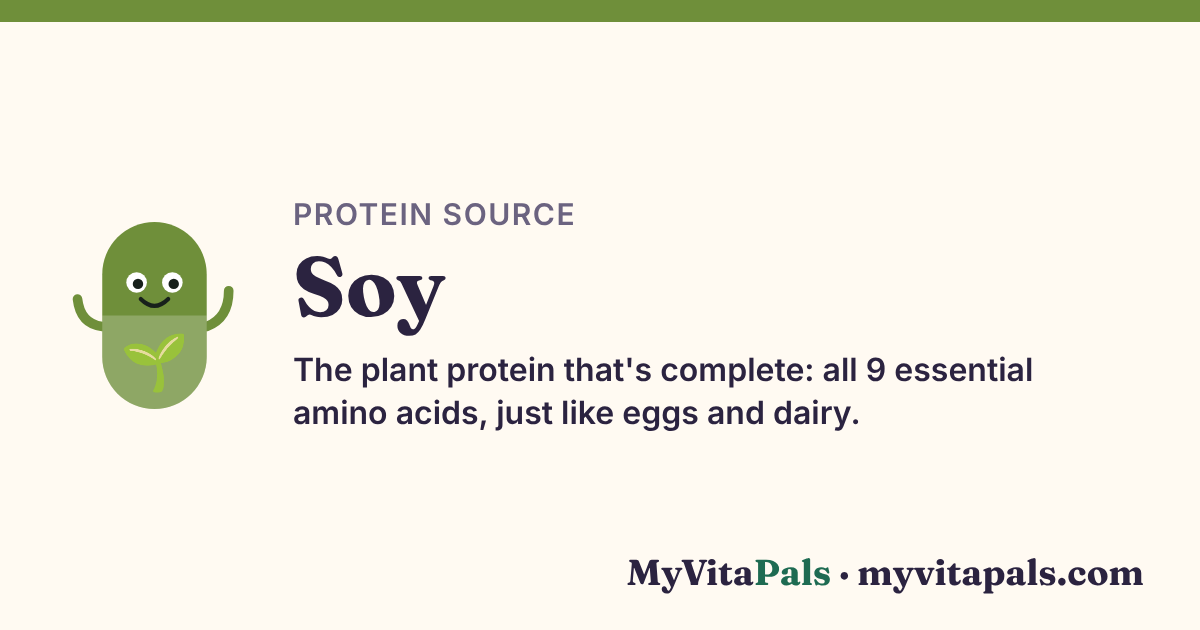 PROTEIN SOURCE
Soy
The plant protein that's complete: all 9 essential
amino acids, just like eggs and dairy.
MyVitaPals · myvitapals.com